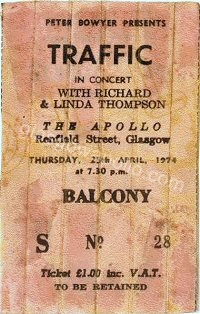 PETER BOWYER PRESENTS
TRAFFIC
IN CONCERT
WITH RICHARD
& LINDA THOMPSON
THE APOLLO
Renfield Street, Glasgow
THURSDAY, 25th APRIL, 1974
at 7.30 p.m.
BALCONY
S No 28
Ticket £1.00 inc. V.A.T.
TO BE RETAINED